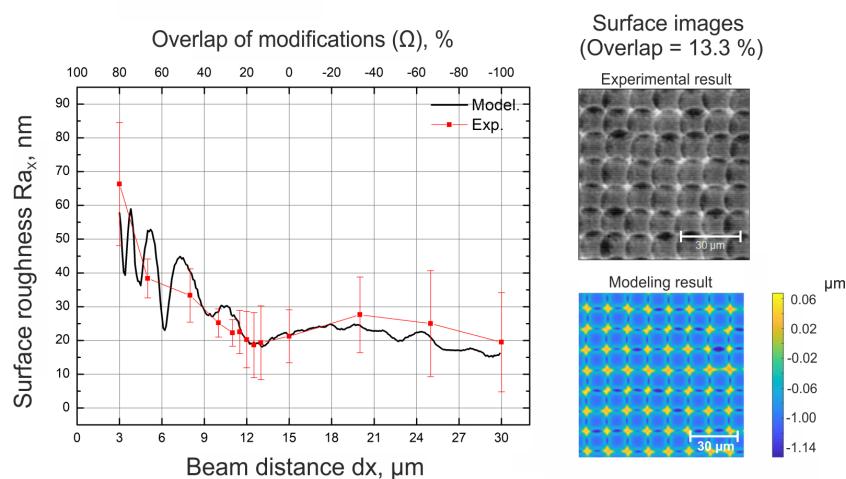 Overlap of modifications (Ω), %
100 80 60 40 20 0 -20 -40 -60 -80 -100
Surface roughness Raₓ, nm
90
80
70
60
50
40
30
20
10
0
Model.
Exp.
0 3 6 9 12 15 18 21 24 27 30
Beam distance dx, µm
Surface images
(Overlap = 13.3 %)
Experimental result
30 µm
Modeling result
30 µm
µm
0.06
0.02
-0.02
-0.06
-1.00
-1.14